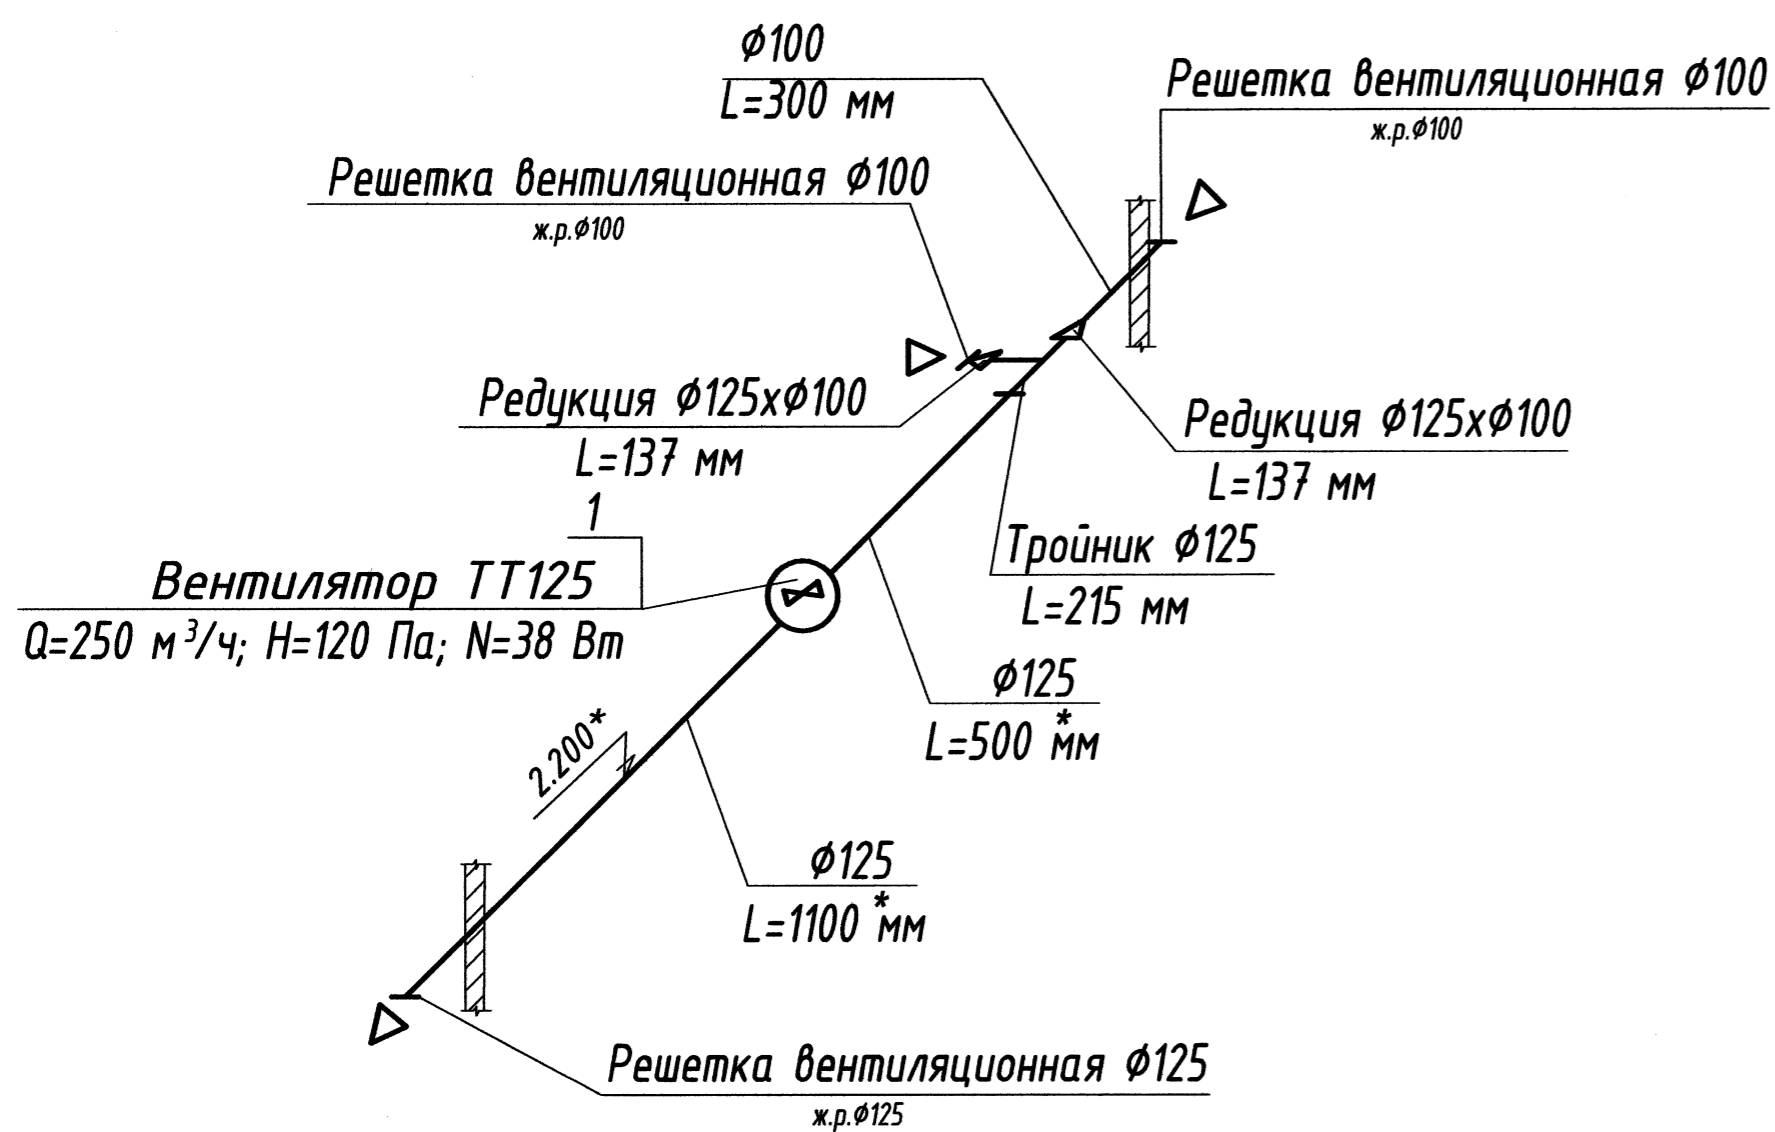 Ф100
L=300 мм
Решетка вентиляционная Ф100
ж.р.Ф100
Решетка вентиляционная Ф100
ж.р.Ф100
Редукция Ф125хФ100
L=137 мм
Редукция Ф125хФ100
L=137 мм
1
Вентилятор ТТ125
Q=250 м³/ч; Н=120 Па; N=38 Вт
Тройник Ф125
L=215 мм
Ф125
L=500 *мм
2.200*
Ф125
L=1100 *мм
Решетка вентиляционная Ф125
ж.р.Ф125